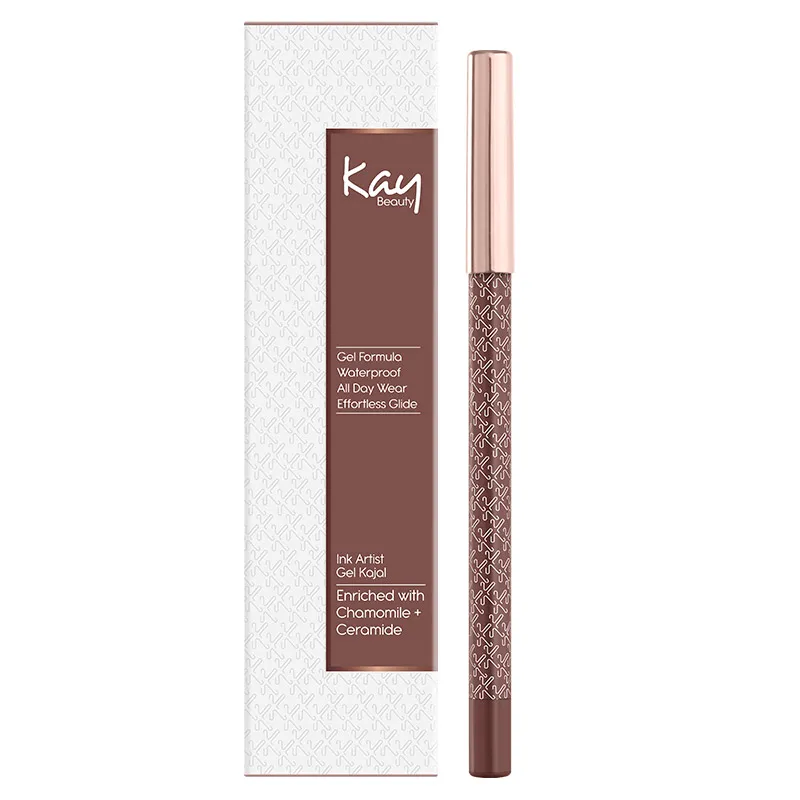 Kay
Beauty
Gel Formula
Waterproof
All Day Wear
Effortless Glide
Ink Artist
Gel Kajal
Enriched with
Chamomile +
Ceramide